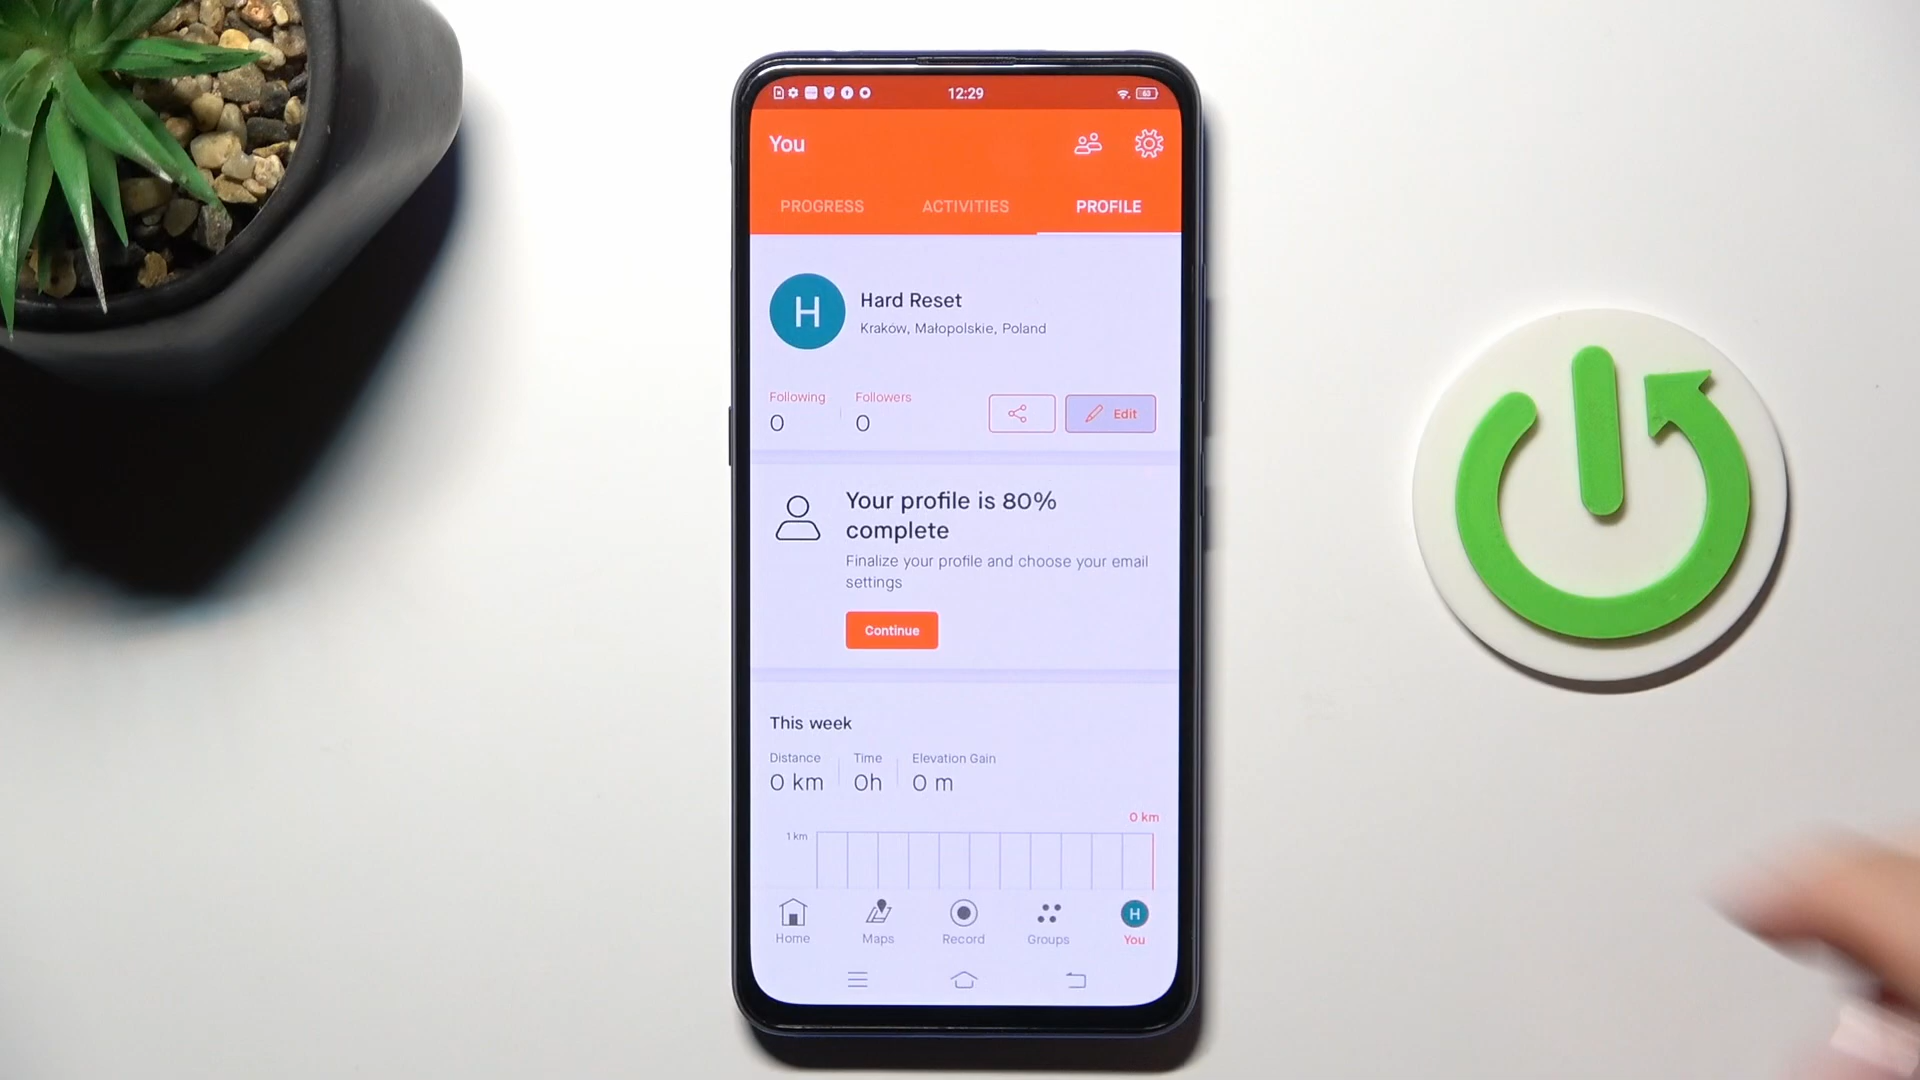 12:29
63
You
PROGRESS ACTIVITIES PROFILE
H
Hard Reset
Kraków, Małopolskie, Poland
Following Followers
0 0
Edit
Your profile is 80%
complete
Finalize your profile and choose your email
settings
Continue
This week
Distance Time Elevation Gain
0 km 0h 0 m
0 km
1 km
H
Home Maps Record Groups You